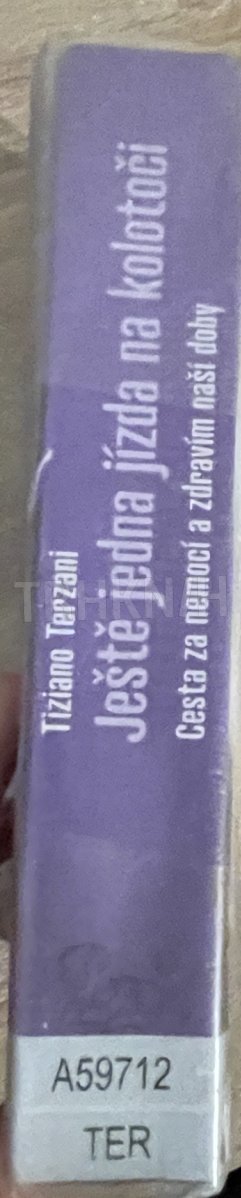 Tiziano Terzani
Ještě jedna jízda na kolotoči
Cesta za nemocí a zdravím naší doby
A59712
TER